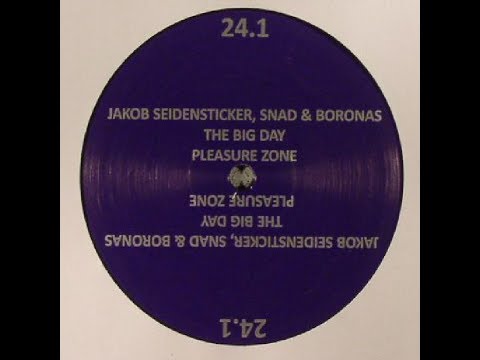 24.1
JAKOB SEIDENSTICKER, SNAD & BORONAS
THE BIG DAY
PLEASURE ZONE
PLEASURE ZONE
THE BIG DAY
JAKOB SEIDENSTICKER, SNAD & BORONAS
24.1